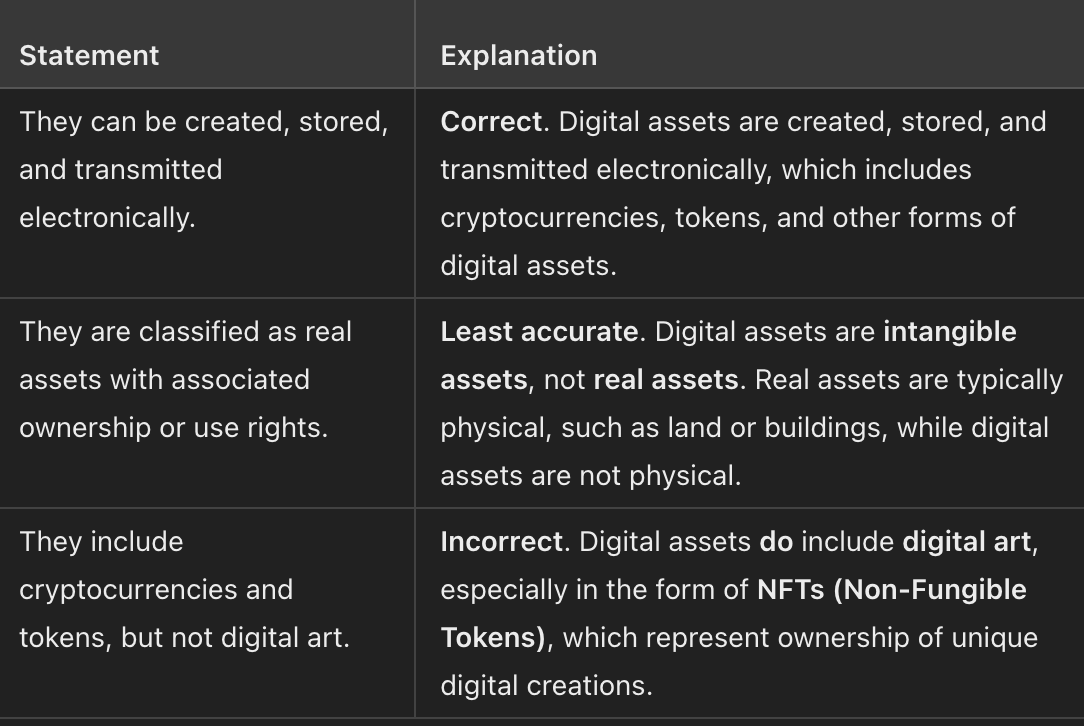 Statement
Explanation
They can be created, stored,
and transmitted
electronically.
Correct. Digital assets are created, stored, and
transmitted electronically, which includes
cryptocurrencies, tokens, and other forms of
digital assets.
They are classified as real
assets with associated
ownership or use rights.
Least accurate. Digital assets are intangible
assets, not real assets. Real assets are typically
physical, such as land or buildings, while digital
assets are not physical.
They include
cryptocurrencies and
tokens, but not digital art.
Incorrect. Digital assets do include digital art,
especially in the form of NFTs (Non-Fungible
Tokens), which represent ownership of unique
digital creations.